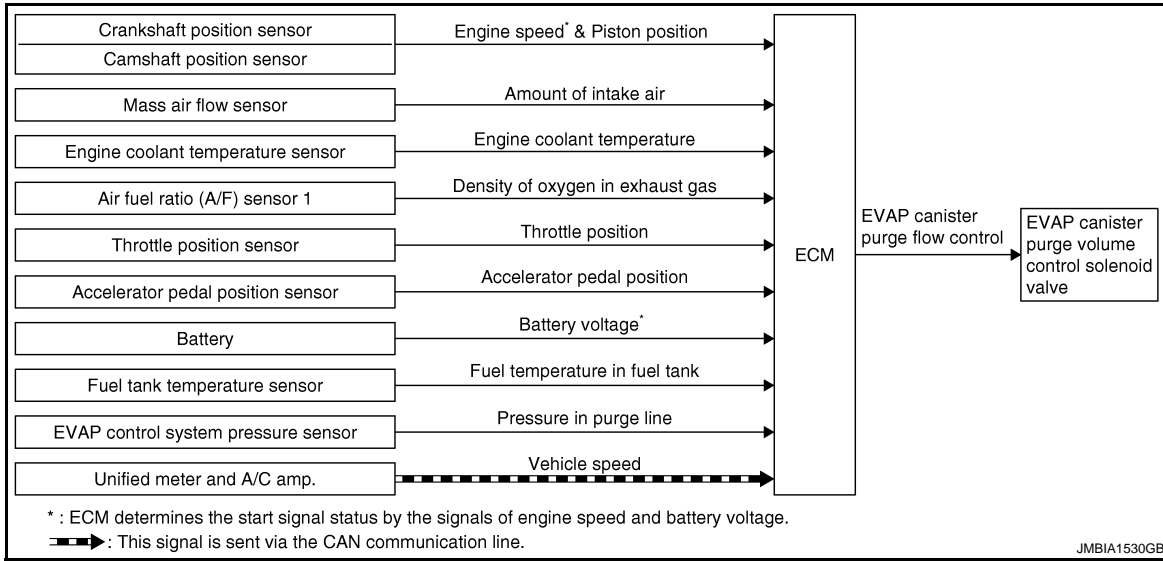 Crankshaft position sensor
Camshaft position sensor
Engine speed* & Piston position
Mass air flow sensor
Amount of intake air
Engine coolant temperature sensor
Engine coolant temperature
Air fuel ratio (A/F) sensor 1
Density of oxygen in exhaust gas
Throttle position sensor
Throttle position
Accelerator pedal position sensor
Accelerator pedal position
Battery
Battery voltage*
Fuel tank temperature sensor
Fuel temperature in fuel tank
EVAP control system pressure sensor
Pressure in purge line
Unified meter and A/C amp.
Vehicle speed
ECM
EVAP canister
purge flow control
EVAP canister
purge volume
control solenoid
valve
* : ECM determines the start signal status by the signals of engine speed and battery voltage.
: This signal is sent via the CAN communication line.
JMBIA1530GB